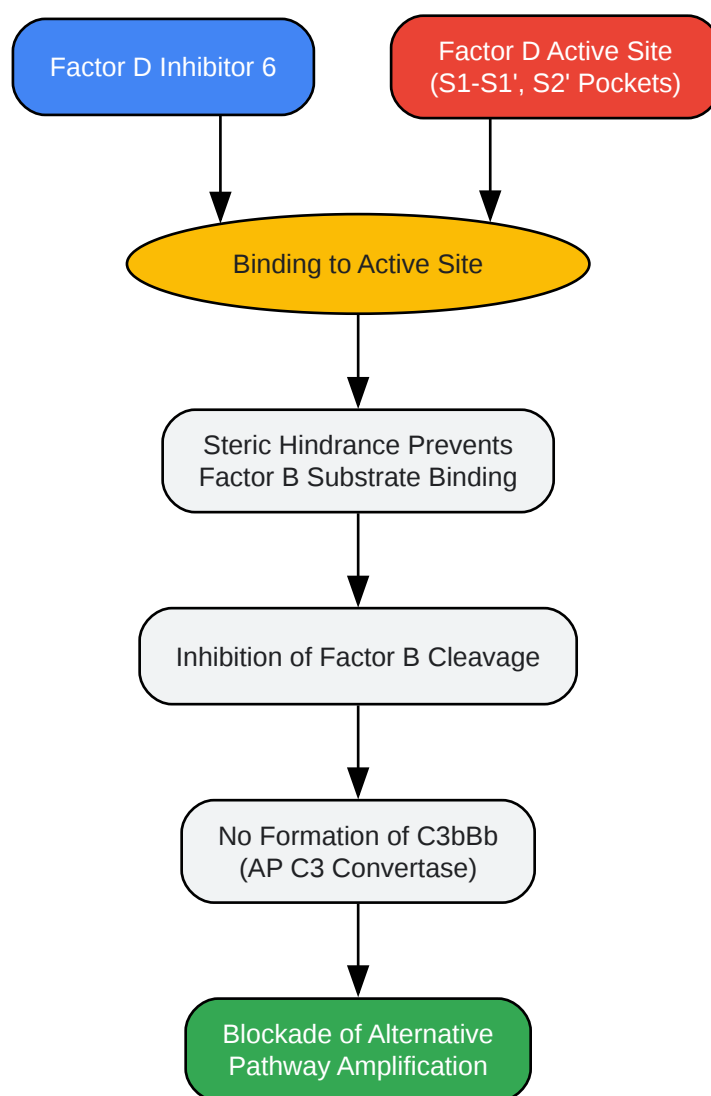 Factor D Inhibitor 6
Factor D Active Site
(S1-S1', S2' Pockets)
Binding to Active Site
Steric Hindrance Prevents
Factor B Substrate Binding
Inhibition of Factor B Cleavage
No Formation of C3bBb
(AP C3 Convertase)
Blockade of Alternative
Pathway Amplification